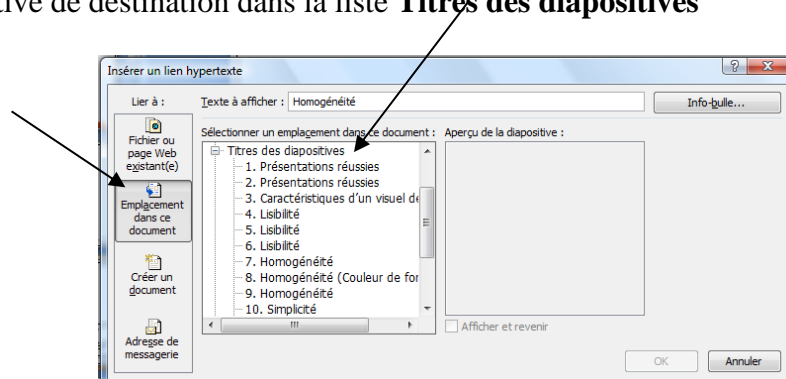 tive de destination dans la liste Titres des diapositives
Insérer un lien hypertexte
Lier à :
Texte à afficher :
Homogénéité
Info-bulle...
Fichier ou
page Web
existant(e)
Emplacement
dans ce
document
Créer un
document
Adresse de
messagerie
Sélectionner un emplacement dans ce document :
Titres des diapositives
1. Présentations réussies
2. Présentations réussies
3. Caractéristiques d'un visuel de
4. Lisibilité
5. Lisibilité
6. Lisibilité
7. Homogénéité
8. Homogénéité (Couleur de for
9. Homogénéité
10. Simplicité
Aperçu de la diapositive :
Afficher et revenir
OK
Annuler